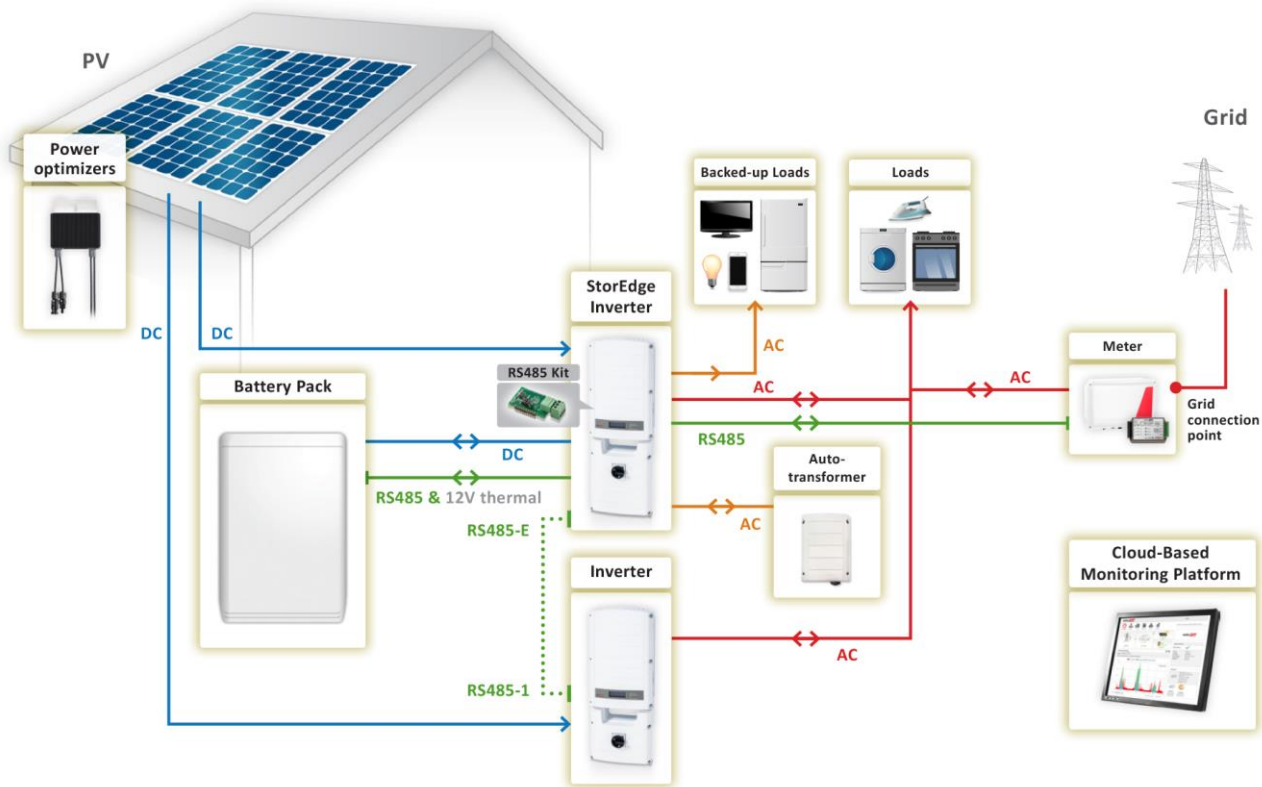 PV
Grid
Power
optimizers
Backed-up Loads
Loads
StorEdge
Inverter
DC
DC
AC
Meter
RS485 Kit
Battery Pack
AC
AC
Grid
connection
point
RS485
DC
Auto-
transformer
RS485 & 12V thermal
AC
RS485-E
Inverter
Cloud-Based
Monitoring Platform
AC
RS485-1